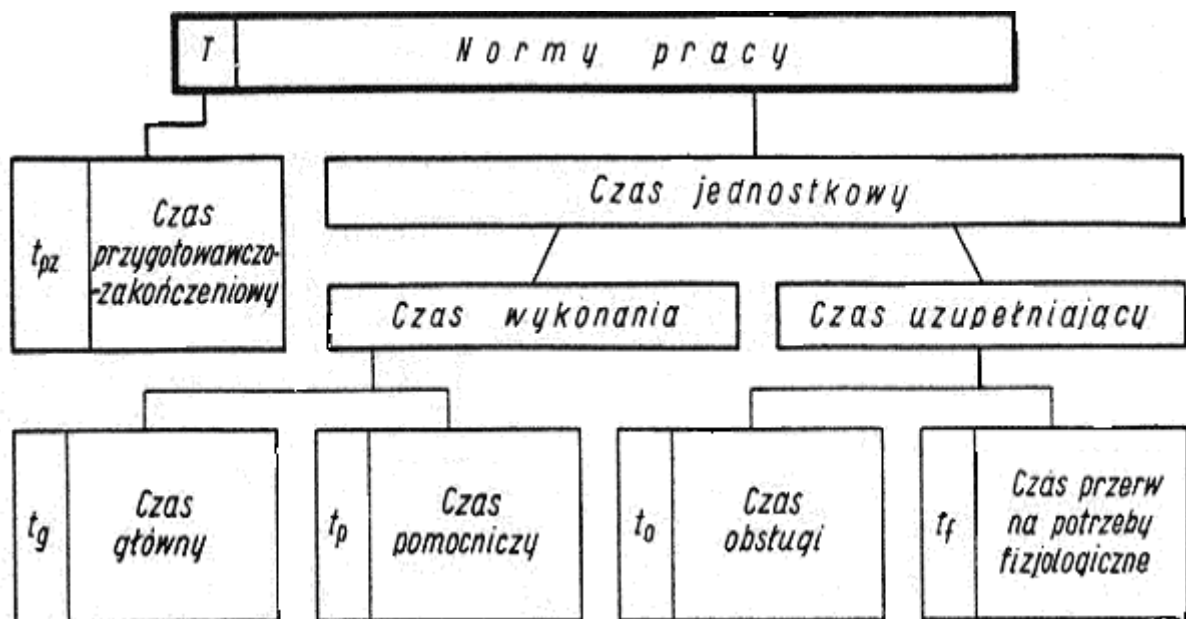 T Normy pracy
t_pz
Czas
przygotowawczo-
-zakończeniowy
Czas jednostkowy
Czas wykonania
Czas uzupełniający
t_g
Czas
główny
t_p
Czas
pomocniczy
t_o
Czas
obsługi
t_f
Czas przerw
na potrzeby
fizjologiczne